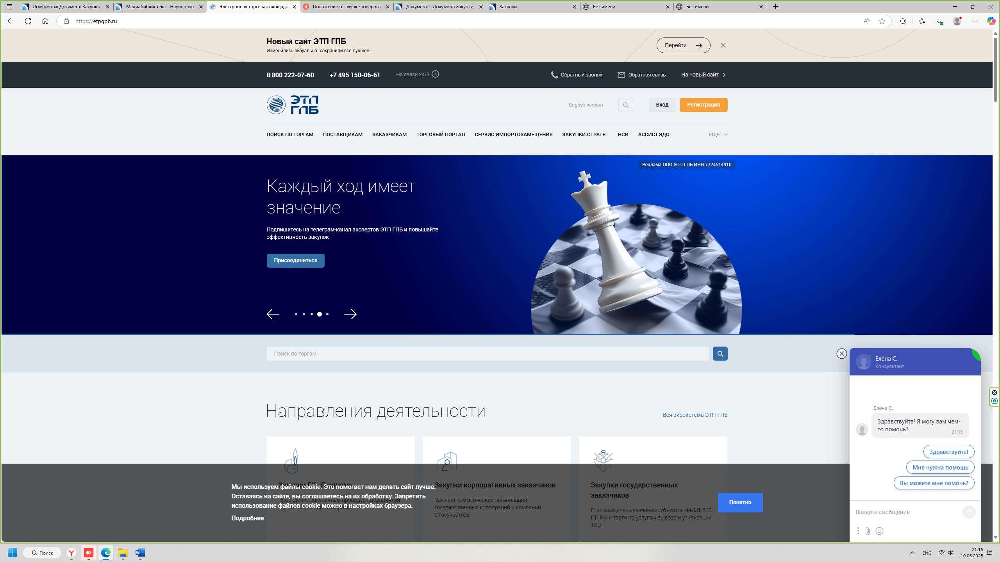 Документы: Документ: Закупки,
Медиабиблиотека - Научно-исс
Электронная торговая площадка
Положение о закупке товаров п
Документы: Документ: Закупки,
Закупки
Без имени
Без имени
https://etpgpb.ru
Новый сайт ЭТП ГПБ
Изменились визуально, сохранили все лучшее
Перейти
8 800 222-07-60
+7 495 150-06-61
На связи 24/7
Обратный звонок
Обратная связь
На новый сайт
ЭТП
ГПБ
English version
Вход
Регистрация
ПОИСК ПО ТОРГАМ
ПОСТАВЩИКАМ
ЗАКАЗЧИКАМ
ТОРГОВЫЙ ПОРТАЛ
СЕРВИС ИМПОРТОЗАМЕЩЕНИЯ
ЗАКУПКИ.СТРАТЕГ
НСИ
АССИСТ.ЭДО
ЕЩЁ
Реклама ООО ЭТП ГПБ ИНН 7724514910
Каждый ход имеет
значение
Подпишитесь на телеграм-канал экспертов ЭТП ГПБ и повышайте
эффективность закупок
Присоединиться
Поиск по торгам
Направления деятельности
Вся экосистема ЭТП ГПБ
Закупки ГК «Газпром»
Проведение закупочных процедур предприятий
группы компаний «Газпром»
Закупки корпоративных заказчиков
Закупки коммерческих организаций,
государственных корпораций и компаний
с госучастием
Закупки государственных
заказчиков
Поставки для заказчиков-субъектов 44-ФЗ, 615-
ПП РФ и торги по услугам вывоза и утилизации
ТКО
Мы используем файлы cookie. Это помогает нам делать сайт лучше.
Оставаясь на сайте, вы соглашаетесь на их обработку. Запретить
использование файлов cookie можно в настройках браузера.
Подробнее
Понятно
Елена С.
Консультант
Елена С.
Здравствуйте! Я могу вам чем-
то помочь?
21:15
Здравствуйте!
Мне нужна помощь
Вы можете мне помочь?
Введите сообщение
Поиск
ENG
21:15
10.06.2025